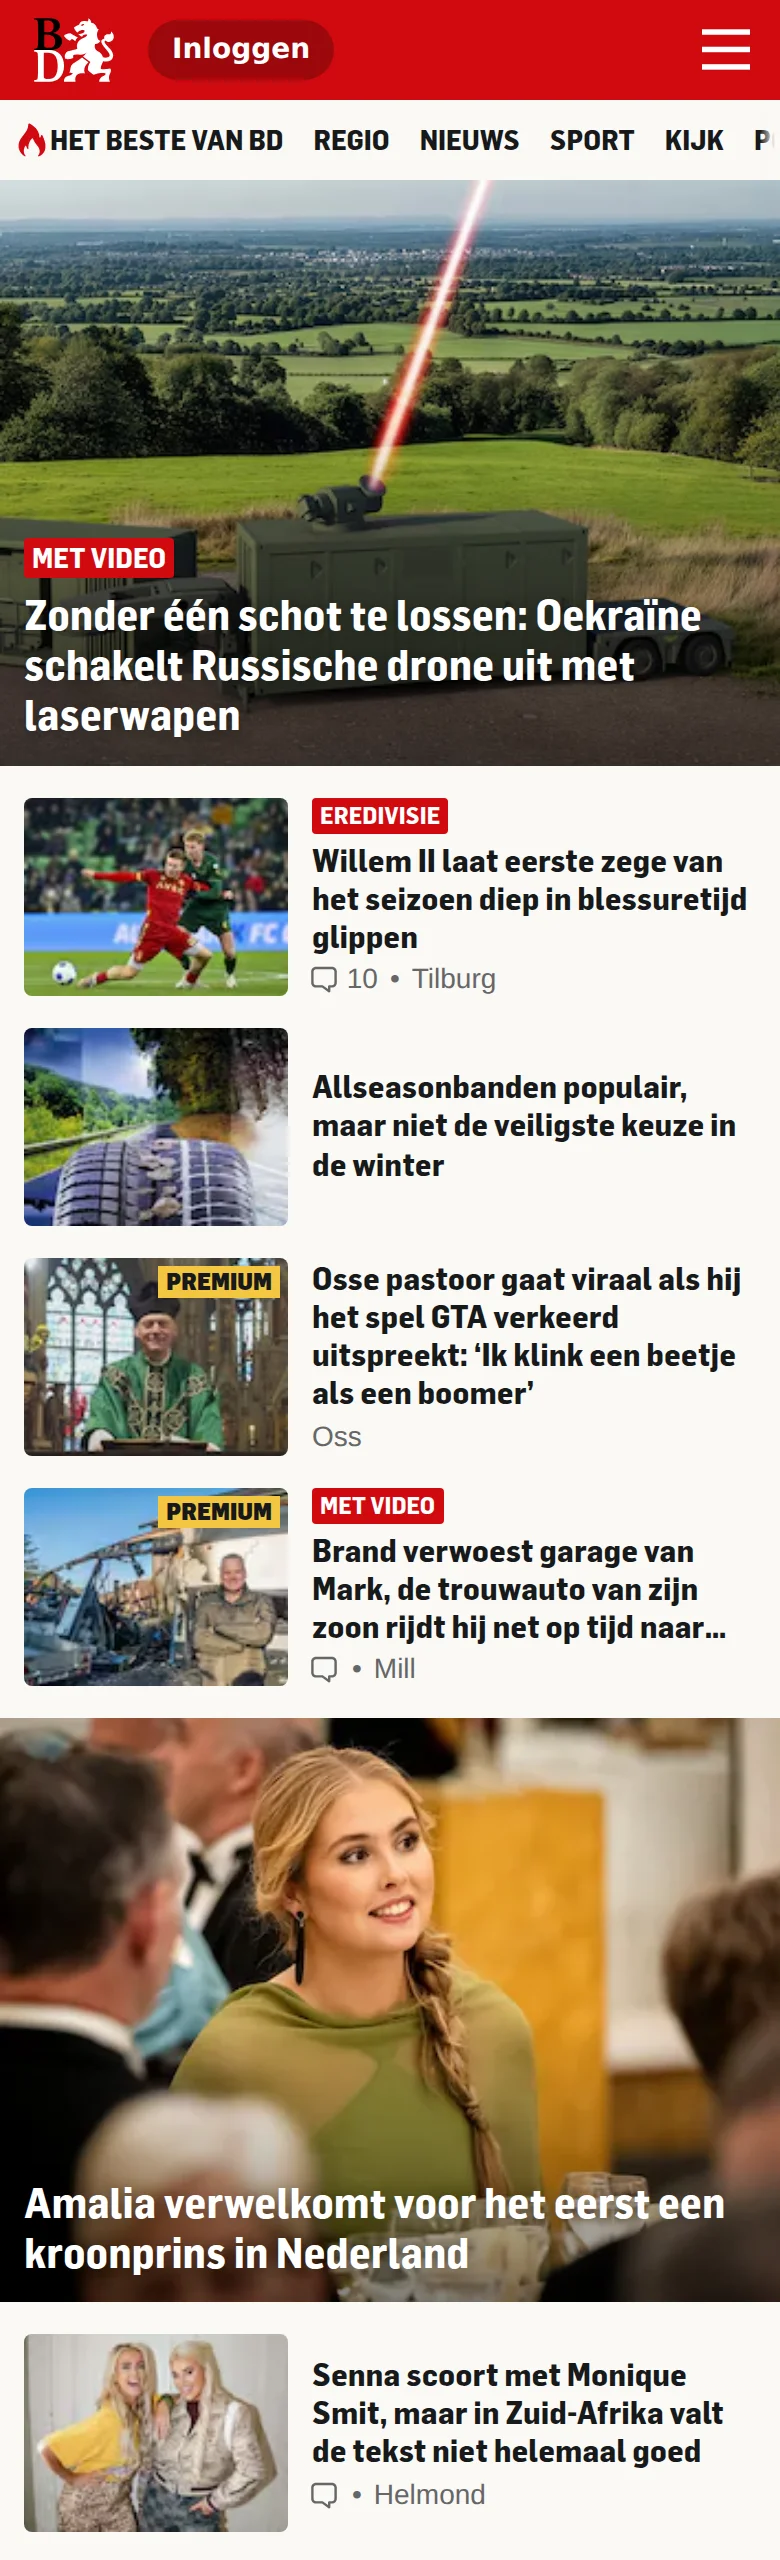 B
D
Inloggen
HET BESTE VAN BD REGIO NIEUWS SPORT KIJK
MET VIDEO
Zonder één schot te lossen: Oekraïne
schakelt Russische drone uit met
laserwapen
EREDIVISIE
Willem II laat eerste zege van
het seizoen diep in blessuretijd
glippen
10 • Tilburg
Allseasonbanden populair,
maar niet de veiligste keuze in
de winter
PREMIUM
Osse pastoor gaat viraal als hij
het spel GTA verkeerd
uitspreekt: ‘Ik klink een beetje
als een boomer’
Oss
PREMIUM
MET VIDEO
Brand verwoest garage van
Mark, de trouwauto van zijn
zoon rijdt hij net op tijd naar...
• Mill
Amalia verwelkomt voor het eerst een
kroonprins in Nederland
Senna scoort met Monique
Smit, maar in Zuid-Afrika valt
de tekst niet helemaal goed
• Helmond